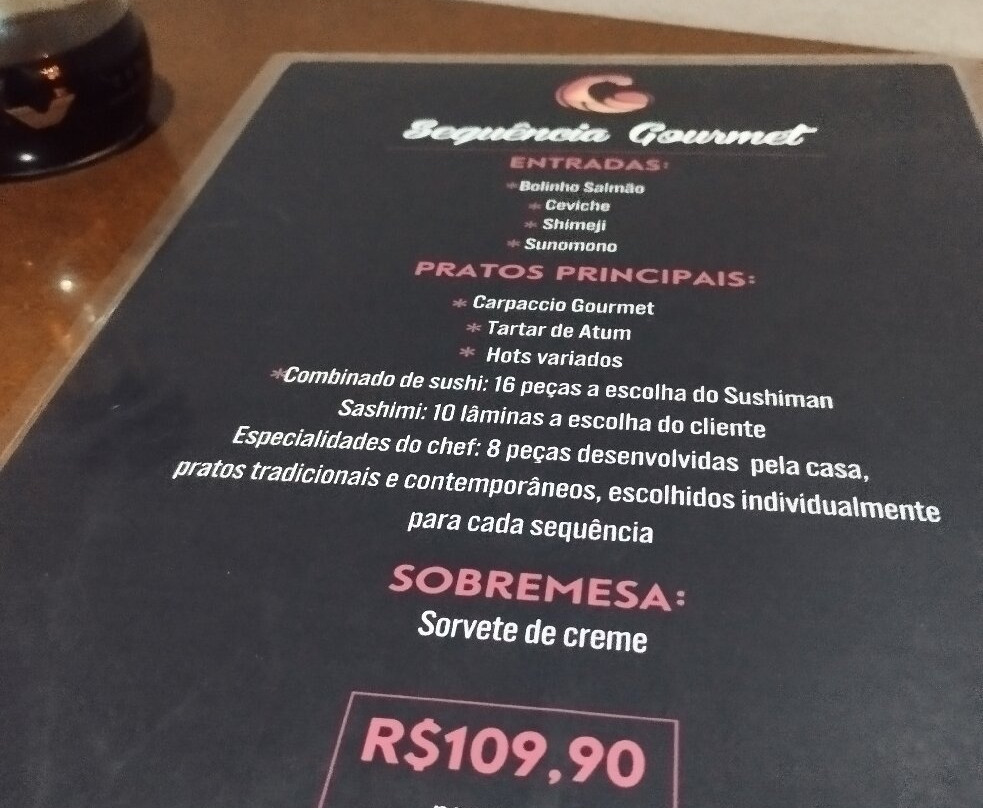 Sequência Gourmet
ENTRADAS:
* Bolinho Salmão
* Ceviche
* Shimeji
* Sunomono
PRATOS PRINCIPAIS:
* Carpaccio Gourmet
* Tartar de Atum
* Hots variados
*Combinado de sushi: 16 peças a escolha do Sushiman
Sashimi: 10 lâminas a escolha do cliente
Especialidades do chef: 8 peças desenvolvidas pela casa,
pratos tradicionais e contemporâneos, escolhidos individualmente
para cada sequência
SOBREMESA:
Sorvete de creme
R$109,90